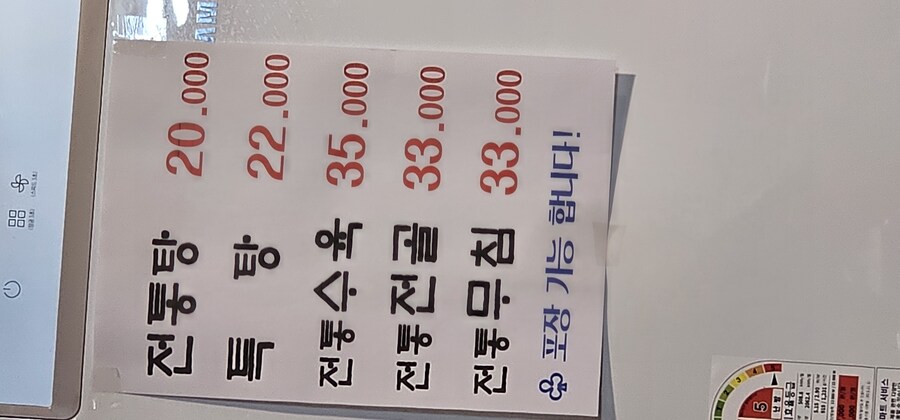 전통탕 20.000
특 탕 22.000
전통수육 35.000
전통전골 33.000
전통무침 33.000
포장 가능 합니다!